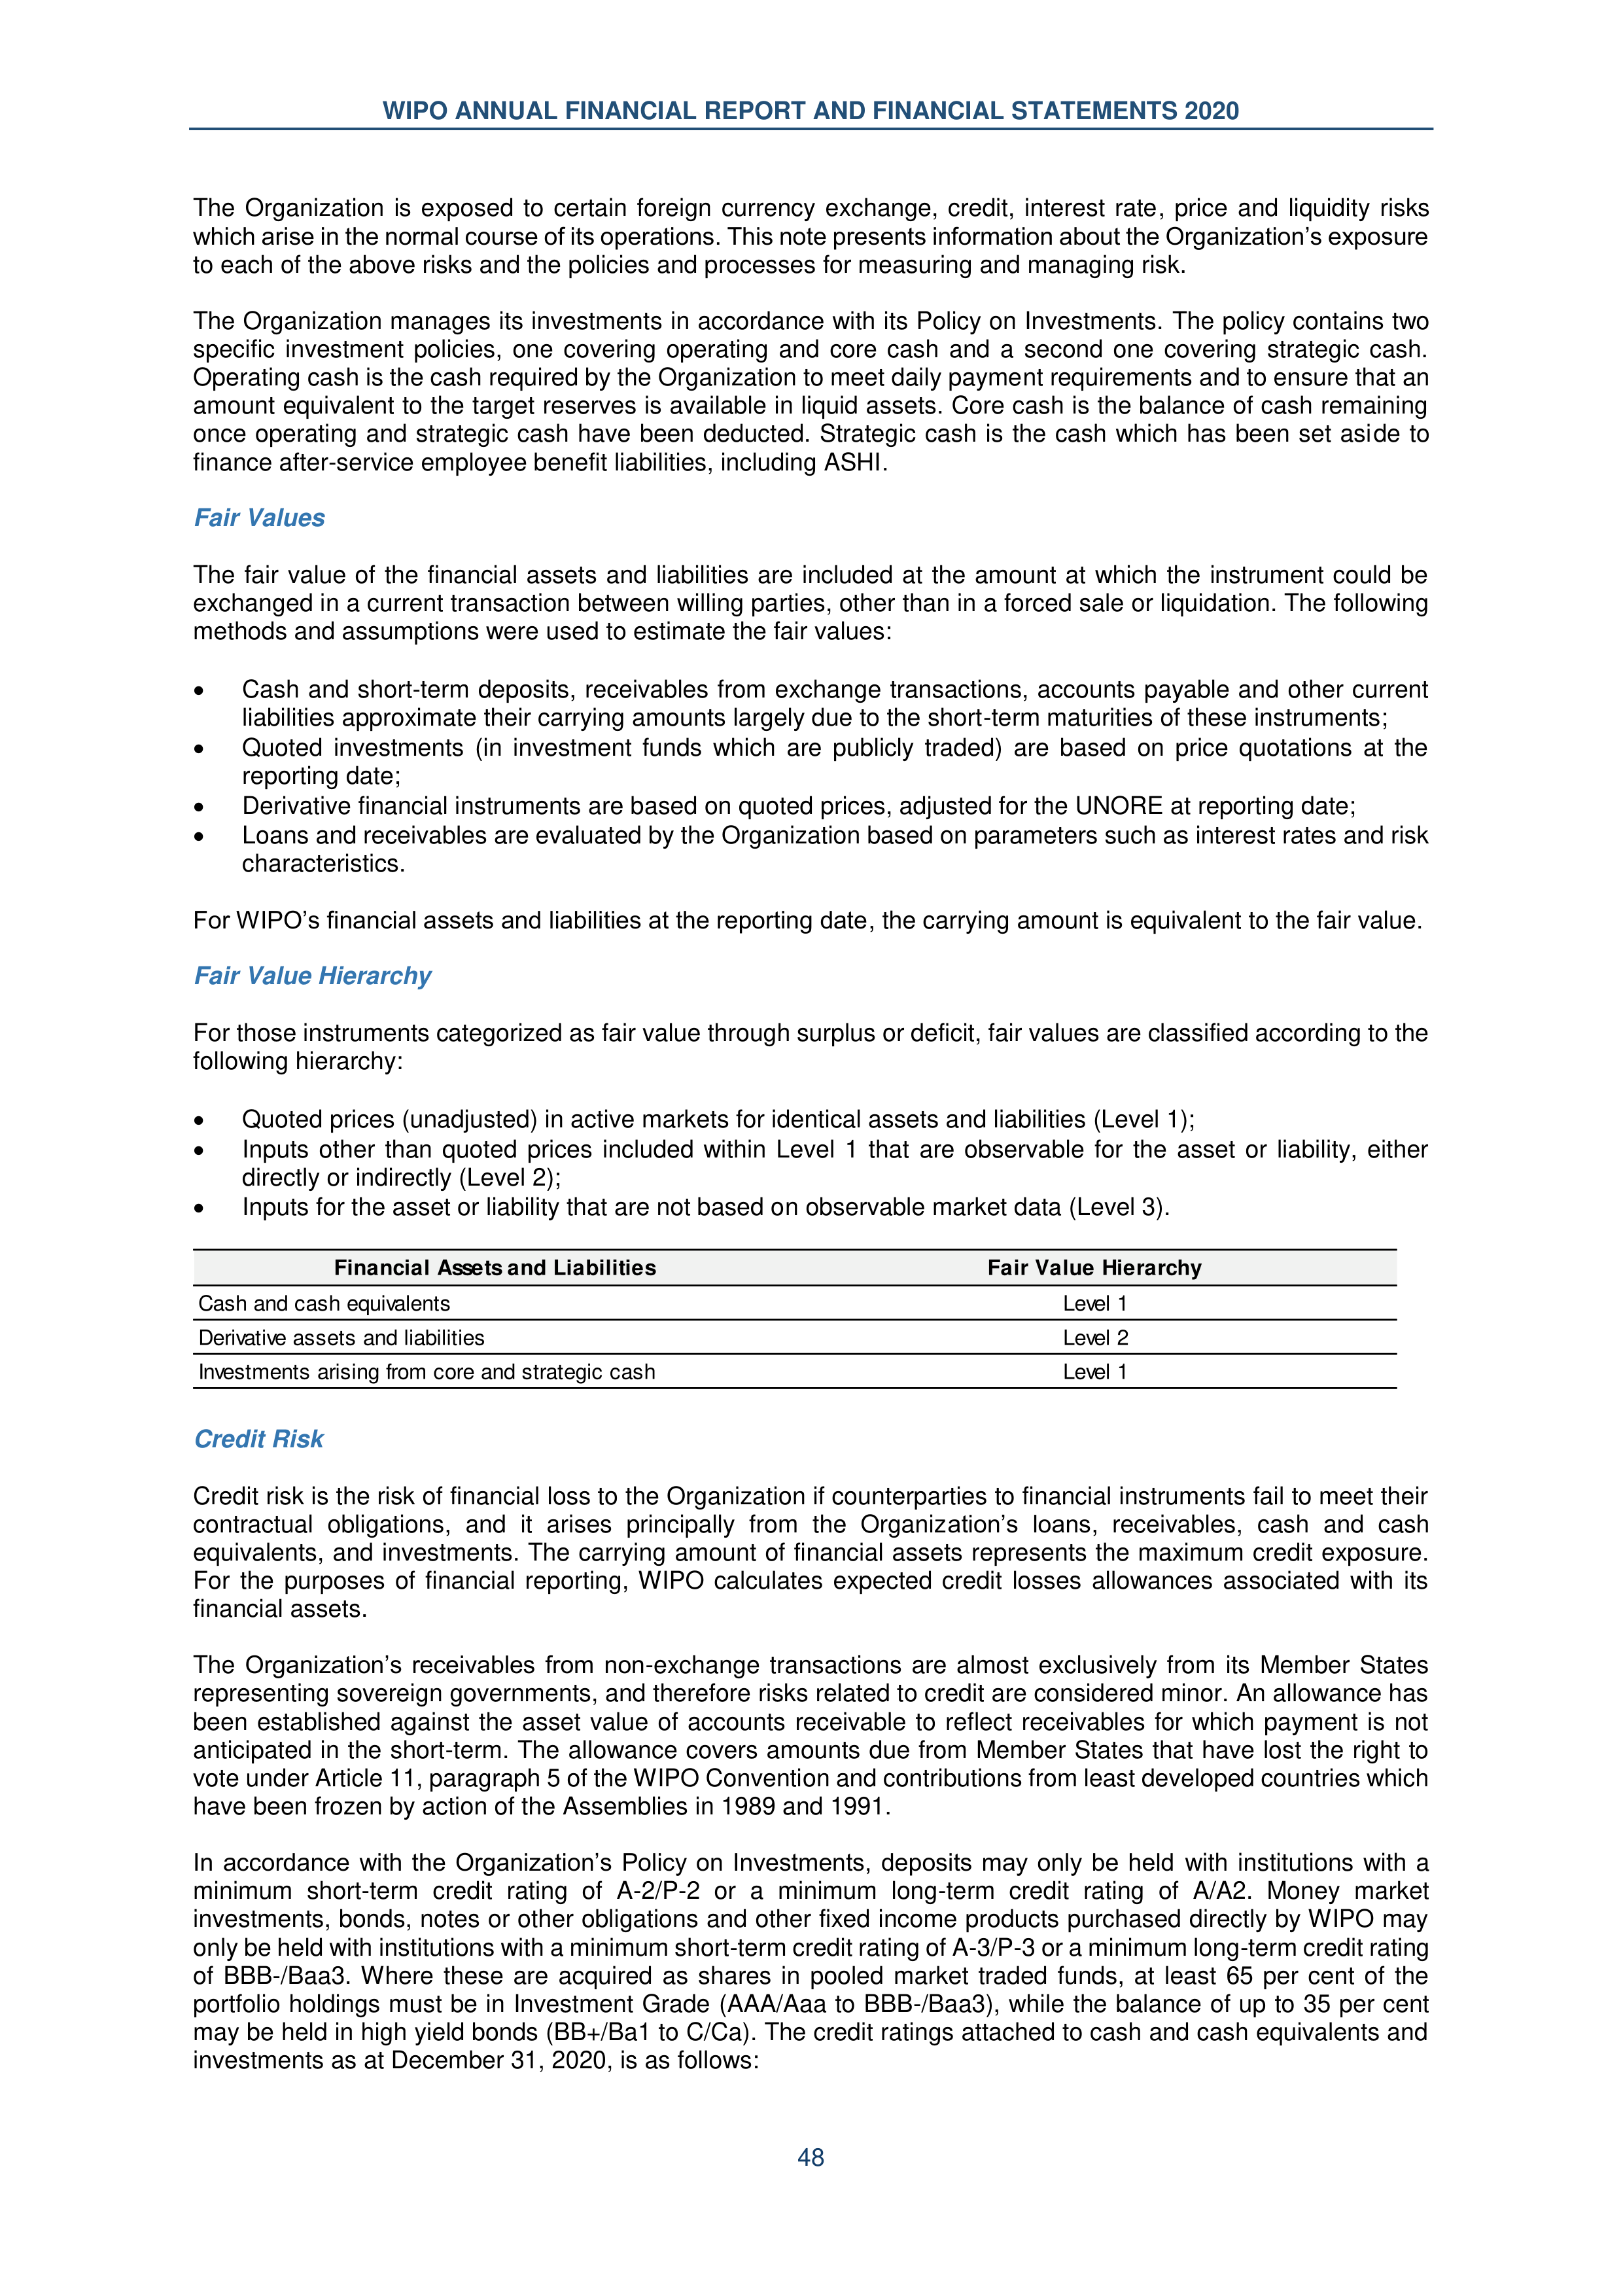 WIPO ANNUAL FINANCIAL REPORT AND FINANCIAL STATEMENTS 2020
The Organization is exposed to certain foreign currency exchange, credit, interest rate, price and liquidity risks
which arise in the normal course of its operations. This note presents information about the Organization’s exposure
to each of the above risks and the policies and processes for measuring and managing risk.
The Organization manages its investments in accordance with its Policy on Investments. The policy contains two
specific investment policies, one covering operating and core cash and a second one covering strategic cash.
Operating cash is the cash required by the Organization to meet daily payment requirements and to ensure that an
amount equivalent to the target reserves is available in liquid assets. Core cash is the balance of cash remaining
once operating and strategic cash have been deducted. Strategic cash is the cash which has been set aside to
finance after-service employee benefit liabilities, including ASHI.
Fair Values
The fair value of the financial assets and liabilities are included at the amount at which the instrument could be
exchanged in a current transaction between willing parties, other than in a forced sale or liquidation. The following
methods and assumptions were used to estimate the fair values:
• Cash and short-term deposits, receivables from exchange transactions, accounts payable and other current
liabilities approximate their carrying amounts largely due to the short-term maturities of these instruments;
• Quoted investments (in investment funds which are publicly traded) are based on price quotations at the
reporting date;
• Derivative financial instruments are based on quoted prices, adjusted for the UNORE at reporting date;
• Loans and receivables are evaluated by the Organization based on parameters such as interest rates and risk
characteristics.
For WIPO’s financial assets and liabilities at the reporting date, the carrying amount is equivalent to the fair value.
Fair Value Hierarchy
For those instruments categorized as fair value through surplus or deficit, fair values are classified according to the
following hierarchy:
• Quoted prices (unadjusted) in active markets for identical assets and liabilities (Level 1);
• Inputs other than quoted prices included within Level 1 that are observable for the asset or liability, either
directly or indirectly (Level 2);
• Inputs for the asset or liability that are not based on observable market data (Level 3).
Financial Assets and Liabilities Fair Value Hierarchy
Cash and cash equivalents Level 1
Derivative assets and liabilities Level 2
Investments arising from core and strategic cash Level 1
Credit Risk
Credit risk is the risk of financial loss to the Organization if counterparties to financial instruments fail to meet their
contractual obligations, and it arises principally from the Organization’s loans, receivables, cash and cash
equivalents, and investments. The carrying amount of financial assets represents the maximum credit exposure.
For the purposes of financial reporting, WIPO calculates expected credit losses allowances associated with its
financial assets.
The Organization’s receivables from non-exchange transactions are almost exclusively from its Member States
representing sovereign governments, and therefore risks related to credit are considered minor. An allowance has
been established against the asset value of accounts receivable to reflect receivables for which payment is not
anticipated in the short-term. The allowance covers amounts due from Member States that have lost the right to
vote under Article 11, paragraph 5 of the WIPO Convention and contributions from least developed countries which
have been frozen by action of the Assemblies in 1989 and 1991.
In accordance with the Organization’s Policy on Investments, deposits may only be held with institutions with a
minimum short-term credit rating of A-2/P-2 or a minimum long-term credit rating of A/A2. Money market
investments, bonds, notes or other obligations and other fixed income products purchased directly by WIPO may
only be held with institutions with a minimum short-term credit rating of A-3/P-3 or a minimum long-term credit rating
of BBB-/Baa3. Where these are acquired as shares in pooled market traded funds, at least 65 per cent of the
portfolio holdings must be in Investment Grade (AAA/Aaa to BBB-/Baa3), while the balance of up to 35 per cent
may be held in high yield bonds (BB+/Ba1 to C/Ca). The credit ratings attached to cash and cash equivalents and
investments as at December 31, 2020, is as follows:
48